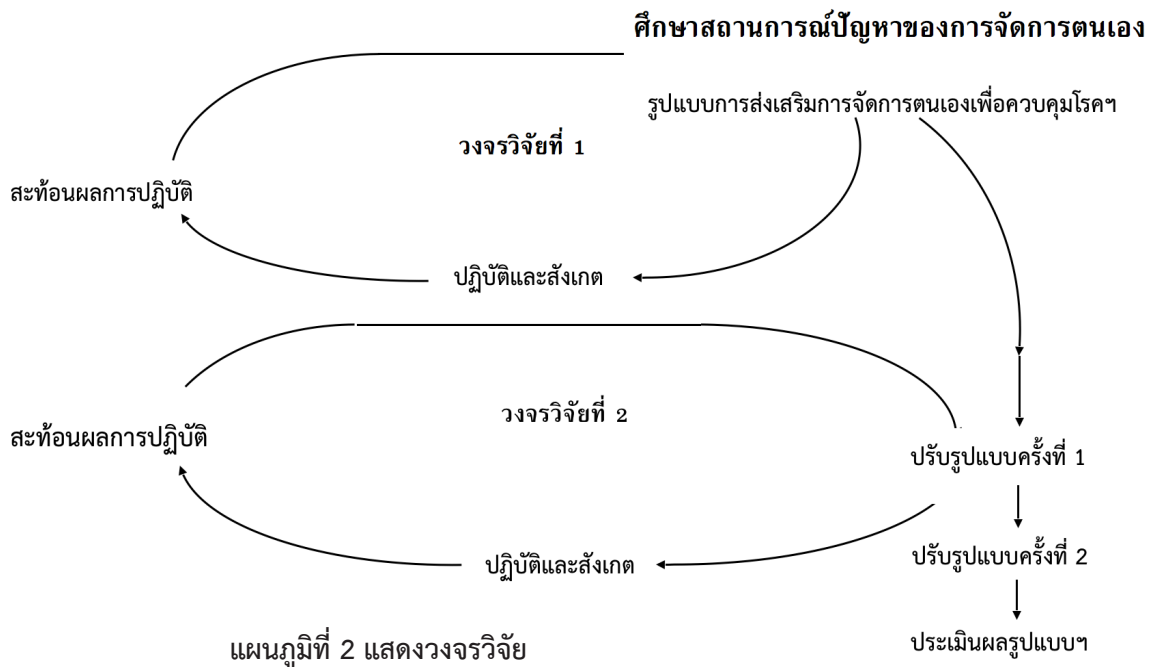 ศึกษาสถานการณ์ปัญหาของการจัดการตนเอง
รูปแบบการส่งเสริมการจัดการตนเองเพื่อควบคุมโรคฯ
วงจรวิจัยที่ 1
สะท้อนผลการปฏิบัติ
ปฏิบัติและสังเกต
วงจรวิจัยที่ 2
สะท้อนผลการปฏิบัติ
ปรับรูปแบบครั้งที่ 1
ปฏิบัติและสังเกต
ปรับรูปแบบครั้งที่ 2
ประเมินผลรูปแบบฯ
แผนภูมิที่ 2 แสดงวงจรวิจัย